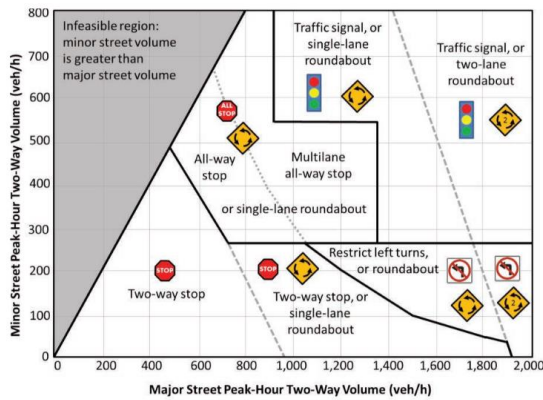 Minor Street Peak-Hour Two-Way Volume (veh/h)
800
700
600
500
400
300
200
100
0
Infeasible region:
minor street volume
is greater than
major street volume
Traffic signal, or
single-lane
roundabout
Traffic signal, or
two-lane
roundabout
2
ALL
STOP
All-way
stop
Multilane
all-way stop
or single-lane roundabout
STOP
Two-way stop
STOP
Two-way stop, or
single-lane
roundabout
Restrict left turns,
or roundabout
2
0
200
400
600
800
1,000
1,200
1,400
1,600
1,800
2,000
Major Street Peak-Hour Two-Way Volume (veh/h)